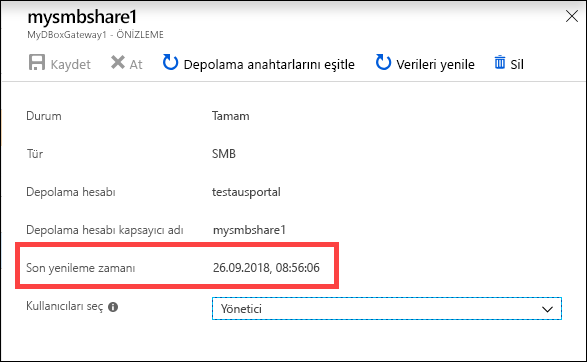 mysmbshare1
MyDBoxGateway1 - ÖNİZLEME
Kaydet At Depolama anahtarlarını eşitle Verileri yenile Sil
Durum Tamam
Tür SMB
Depolama hesabı testausportal
Depolama hesabı kapsayıcı adı mysmbshare1
Son yenileme zamanı 26.09.2018, 08:56:06
Kullanıcıları seç Yönetici